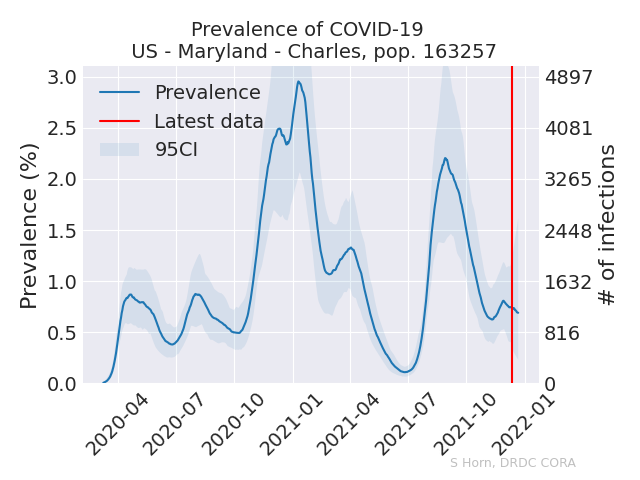 Prevalence of COVID-19
US - Maryland - Charles, pop. 163257
Prevalence
Latest data
95CI
Prevalence (%)
3.0
2.5
2.0
1.5
1.0
0.5
0.0
4897
4081
3265
2448
1632
816
0
# of infections
2020-04
2020-07
2020-10
2021-01
2021-04
2021-07
2021-10
2022-01
S Horn, DRDC CORA